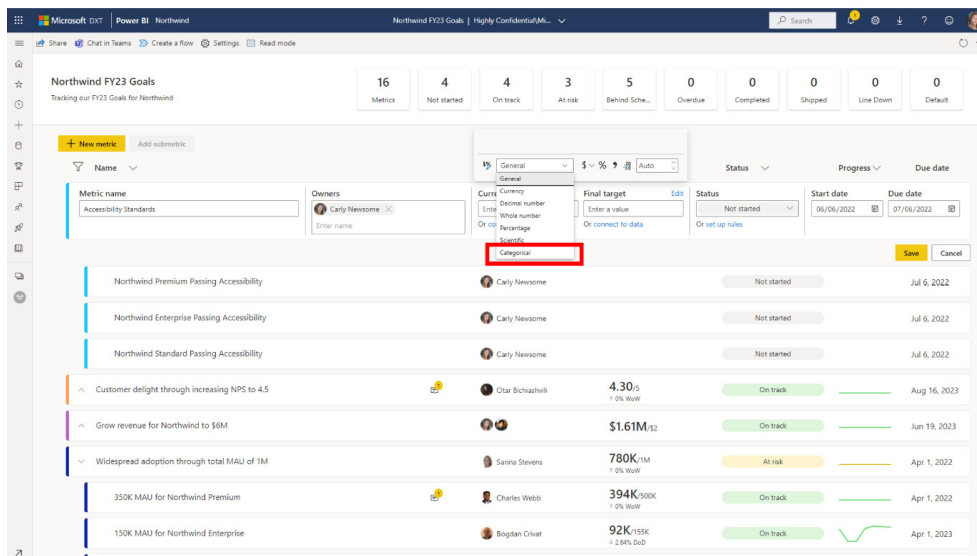 Microsoft DXT Power BI Northwind Northwind FY23 Goals | Highly Confidential\Mi... Search 1
Share Chat in Teams Create a flow Settings Read mode
Northwind FY23 Goals
Tracking our FY23 Goals for Northwind
16 4 4 3 5 0 0 0 0 0
Metrics Not started On track At risk Behind Sche... Overdue Completed Shipped Line Down Default
+ New metric Add submetric
General $ % Auto
Name Status Progress Due date
General
Currency
Decimal number
Whole number
Percentage
Scientific
Categorical
Metric name Owners Curre Final target Edit Status Start date Due date
Accessibility Standards Carly Newsome Ente Enter a value Not started 06/06/2022 07/06/2022
Enter name Or co Or connect to data Or set up rules
Save Cancel
Northwind Premium Passing Accessibility Carly Newsome Not started Jul 6, 2022
Northwind Enterprise Passing Accessibility Carly Newsome Not started Jul 6, 2022
Northwind Standard Passing Accessibility Carly Newsome Not started Jul 6, 2022
Customer delight through increasing NPS to 4.5 1 Otar Bichiashvili 4.30/5 On track Aug 16, 2023
↑ 0% WoW
Grow revenue for Northwind to $6M $1.61M/$2 On track Jun 19, 2023
Widespread adoption through total MAU of 1M Sarina Stevens 780K/1M At risk Apr 1, 2022
↑ 0% WoW
350K MAU for Northwind Premium 1 Charles Webb 394K/500K On track Apr 1, 2022
↑ 0% WoW
150K MAU for Northwind Enterprise Bogdan Crivat 92K/155K On track Apr 1, 2023
↓ 2.64% DoD